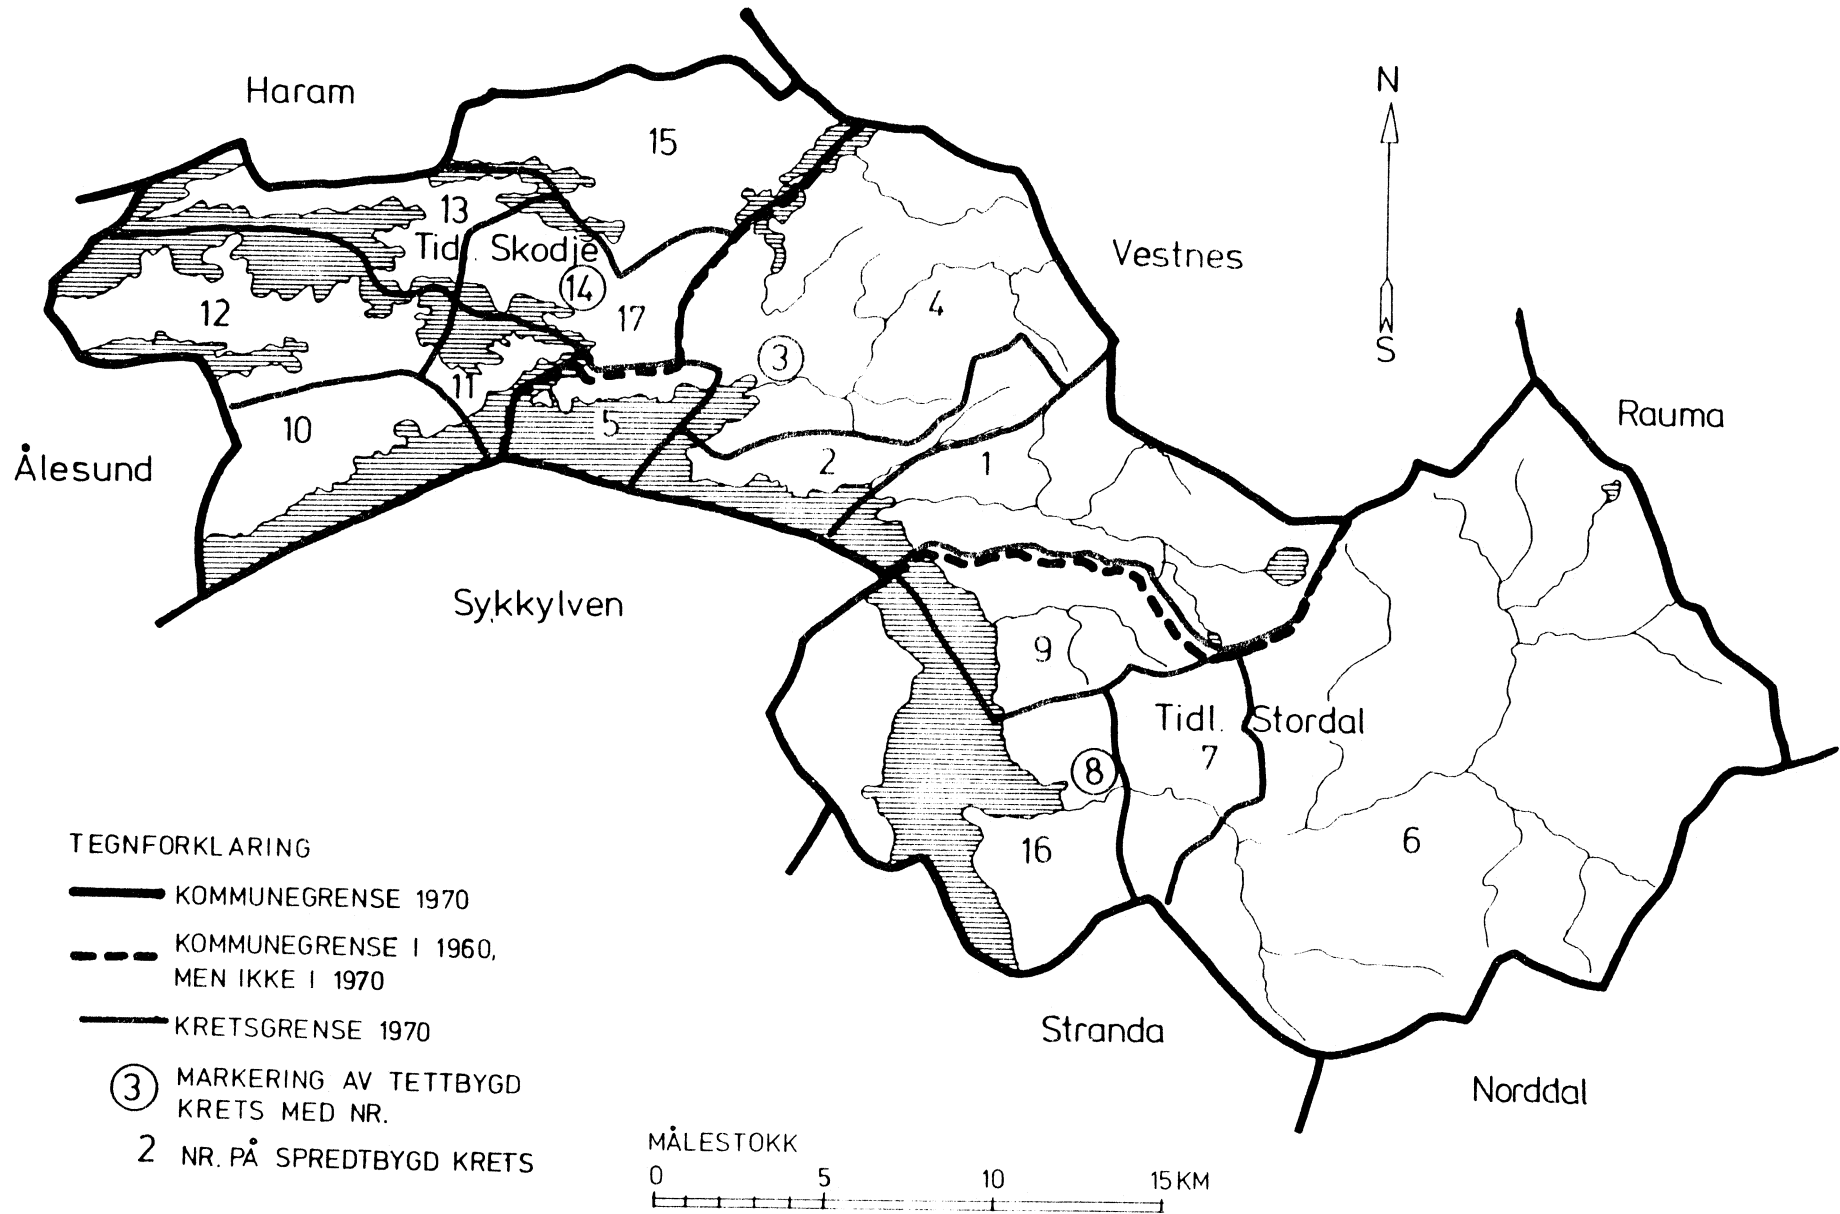 N
Haram
15
13
Tidl. Skodje
Vestnes
14
12
17
4
S
3
11
Rauma
10
5
2
1
Ålesund
Sykkylven
9
Tidl. Stordal
7
8
6
16
TEGNFORKLARING
KOMMUNEGRENSE 1970
KOMMUNEGRENSE I 1960,
MEN IKKE I 1970
KRETSGRENSE 1970
Stranda
3 MARKERING AV TETTBYGD
KRETS MED NR.
Norddal
2 NR. PÅ SPREDTBYGD KRETS
MÅLESTOKK
0 5 10 15 KM